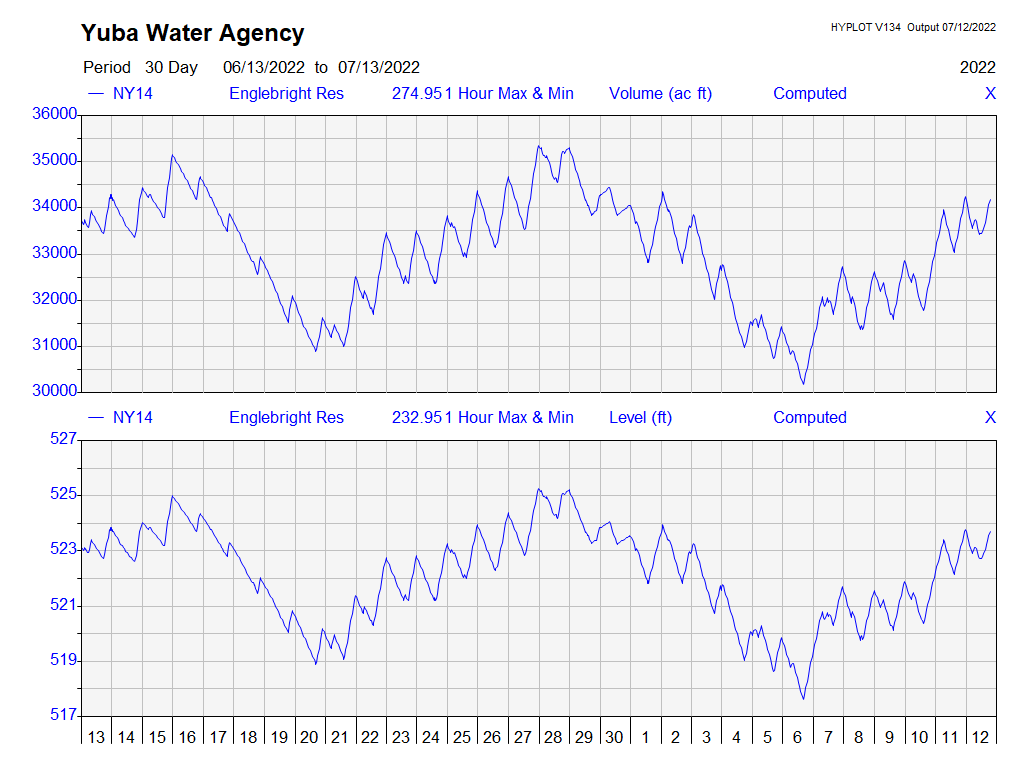 Yuba Water Agency
HYPLOT V134 Output 07/12/2022
Period 30 Day 06/13/2022 to 07/13/2022 2022
NY14 Englebright Res 274.951 Hour Max & Min Volume (ac ft) Computed X
36000
35000
34000
33000
32000
31000
30000
NY14 Englebright Res 232.951 Hour Max & Min Level (ft) Computed X
527
525
523
521
519
517
13 14 15 16 17 18 19 20 21 22 23 24 25 26 27 28 29 30 1 2 3 4 5 6 7 8 9 10 11 12